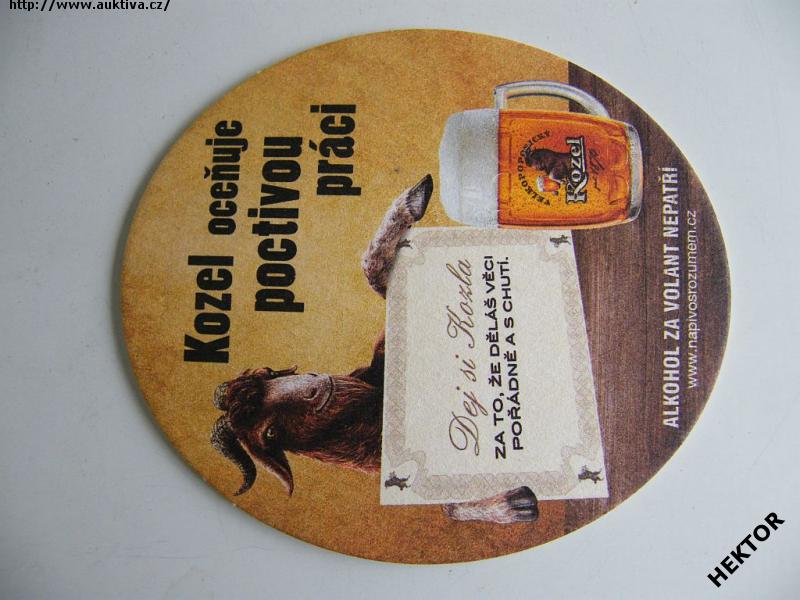 http://www.auktiva.cz/
Kozel oceňuje
poctivou
práci
VELKOPOPOVICKÝ
Kozel
Dej si Kozla
ZA TO, ŽE DĚLÁŠ VĚCI
POŘÁDNĚ A S CHUTÍ.
ALKOHOL ZA VOLANT NEPATŘÍ
www.napivosrozumem.cz
HEKTOR